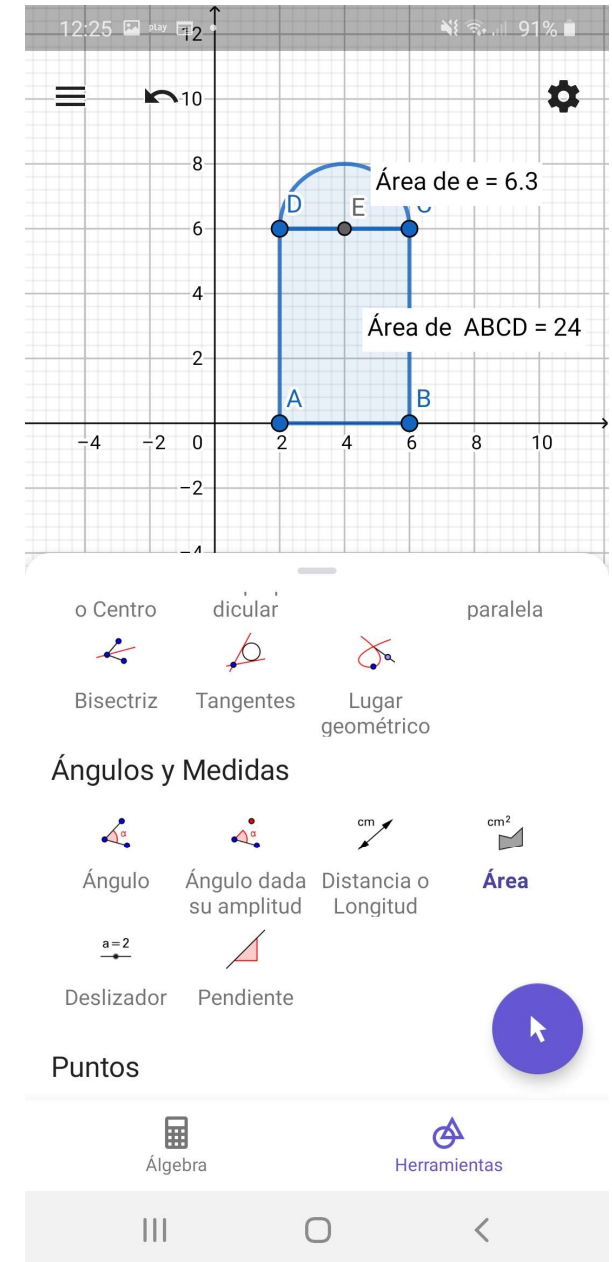 12:25 play 91%
12
10
8
Área de e = 6.3
D
E
C
6
4
Área de ABCD = 24
2
A
B
−4 −2 0 2 4 6 8 10
−2
−4
o Centro dicular paralela
Bisectriz Tangentes Lugar
geométrico
Ángulos y Medidas
α α cm cm²
Ángulo Ángulo dada Distancia o Área
su amplitud Longitud
a=2
Deslizador Pendiente
Puntos
Álgebra Herramientas